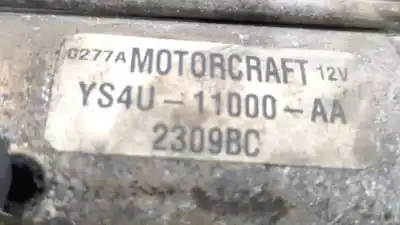 0277A MOTORCRAFT 12V
YS4U-11000-AA
2309BC